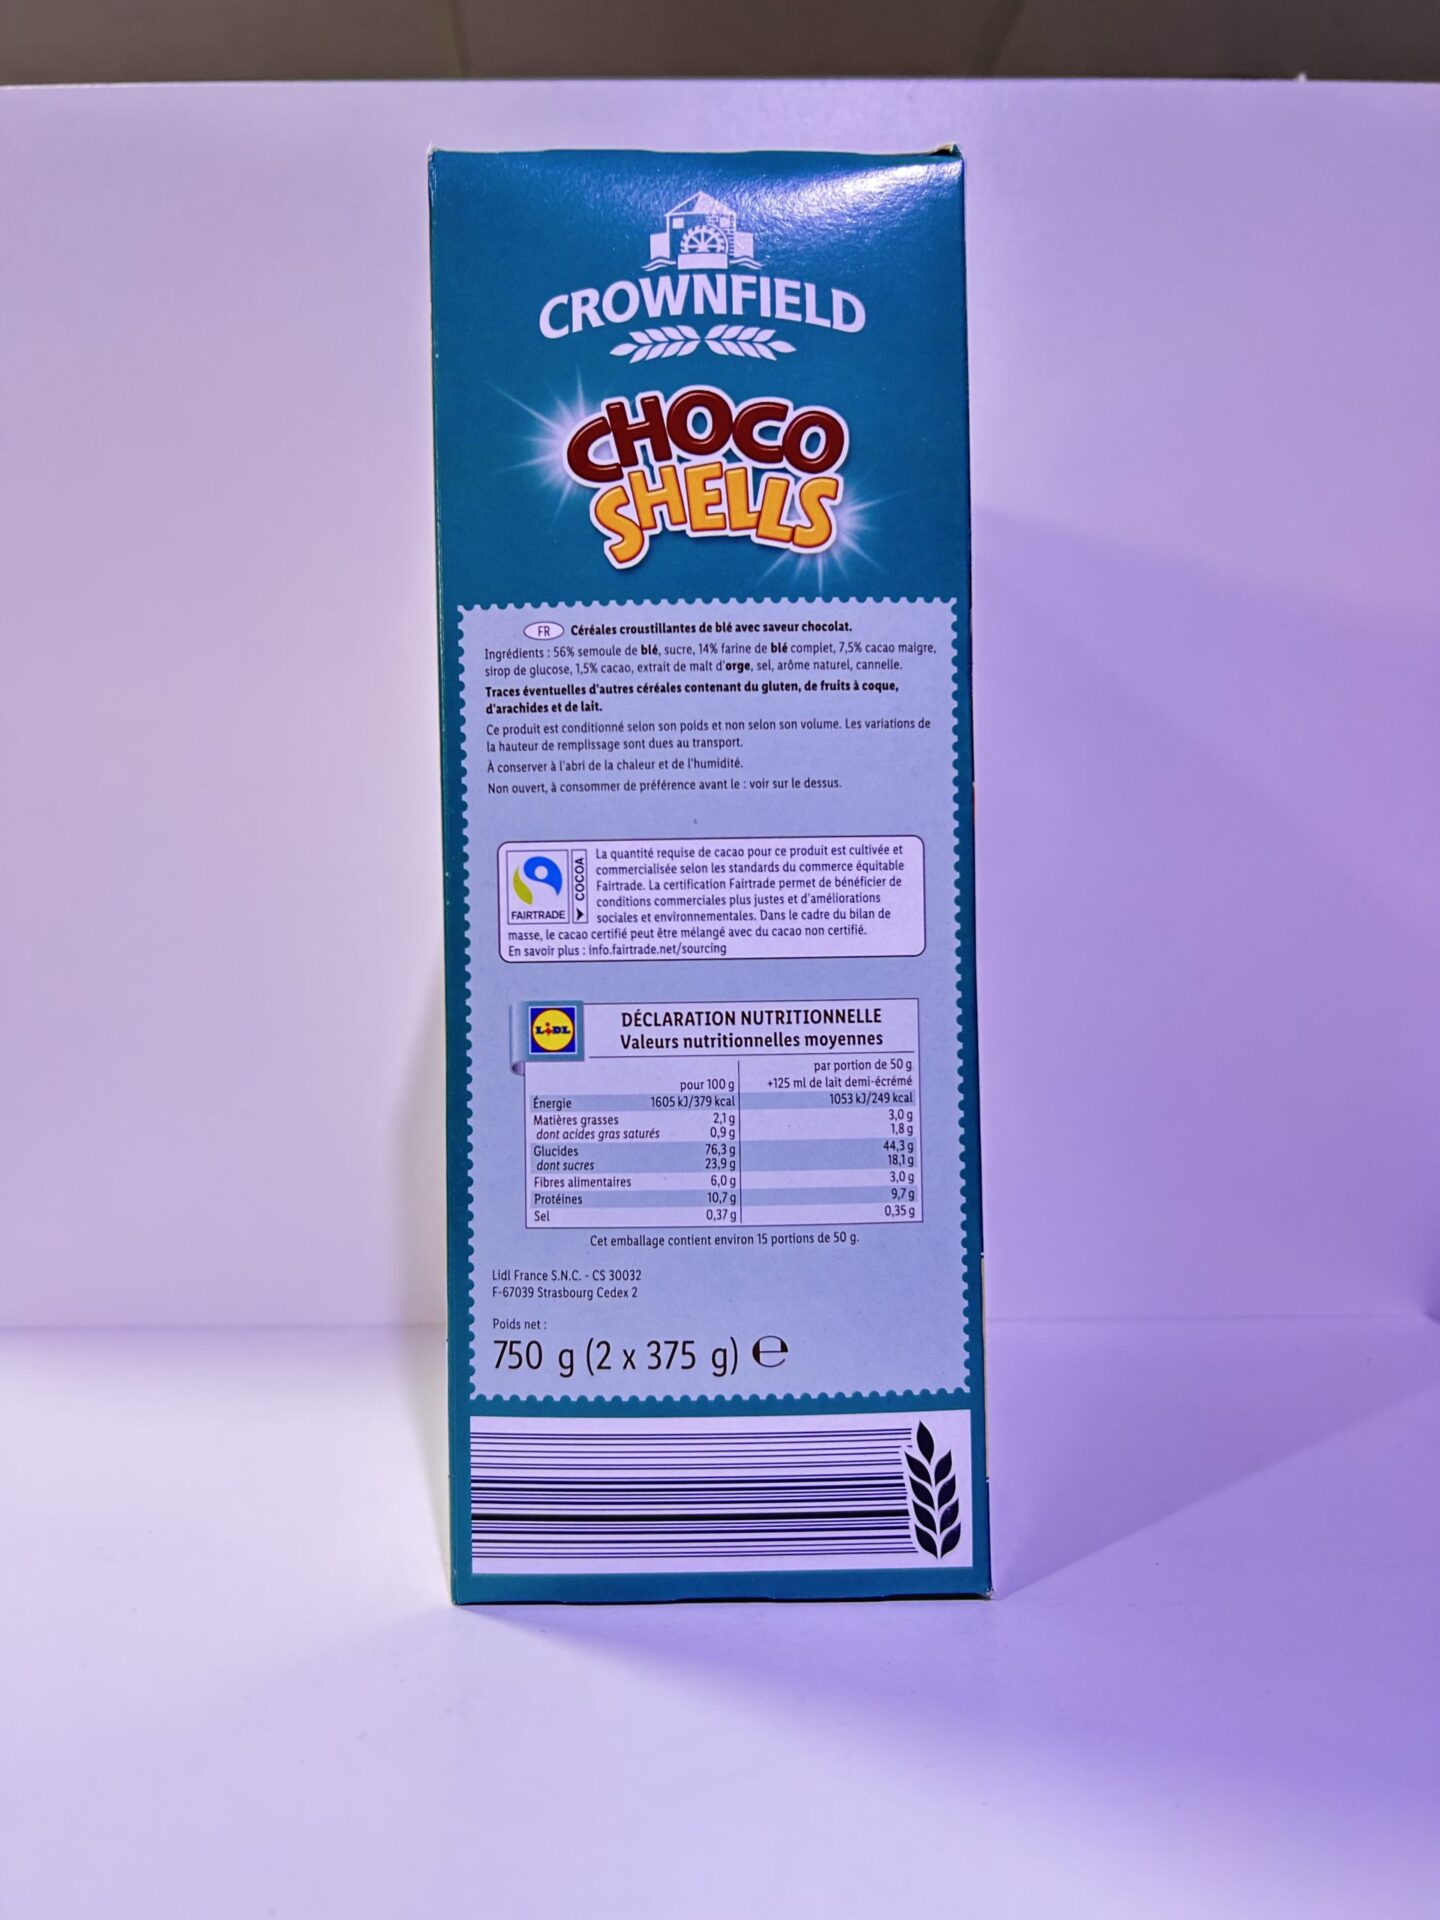 CROWNFIELD
CHOCO
SHELLS
FR Céréales croustillantes de blé avec saveur chocolat.
Ingrédients : 56% semoule de blé, sucre, 14% farine de blé complet, 7,5% cacao maigre,
sirop de glucose, 1,5% cacao, extrait de malt d'orge, sel, arôme naturel, cannelle.
Traces éventuelles d'autres céréales contenant du gluten, de fruits à coque,
d'arachides et de lait.
Ce produit est conditionné selon son poids et non selon son volume. Les variations de
la hauteur de remplissage sont dues au transport.
À conserver à l'abri de la chaleur et de l'humidité.
Non ouvert, à consommer de préférence avant le : voir sur le dessus.
FAIRTRADE
COCOA
La quantité requise de cacao pour ce produit est cultivée et
commercialisée selon les standards du commerce équitable
Fairtrade. La certification Fairtrade permet de bénéficier de
conditions commerciales plus justes et d'améliorations
sociales et environnementales. Dans le cadre du bilan de
masse, le cacao certifié peut être mélangé avec du cacao non certifié.
En savoir plus : info.fairtrade.net/sourcing
LIDL
DÉCLARATION NUTRITIONNELLE
Valeurs nutritionnelles moyennes
par portion de 50 g
pour 100 g +125 ml de lait demi-écrémé
Énergie 1605 kJ/379 kcal 1053 kJ/249 kcal
Matières grasses 2,1 g 3,0 g
dont acides gras saturés 0,9 g 1,8 g
Glucides 76,3 g 44,3 g
dont sucres 23,9 g 18,1 g
Fibres alimentaires 6,0 g 3,0 g
Protéines 10,7 g 9,7 g
Sel 0,37 g 0,35 g
Cet emballage contient environ 15 portions de 50 g.
Lidl France S.N.C. - CS 30032
F-67039 Strasbourg Cedex 2
Poids net :
750 g (2 x 375 g) ℮